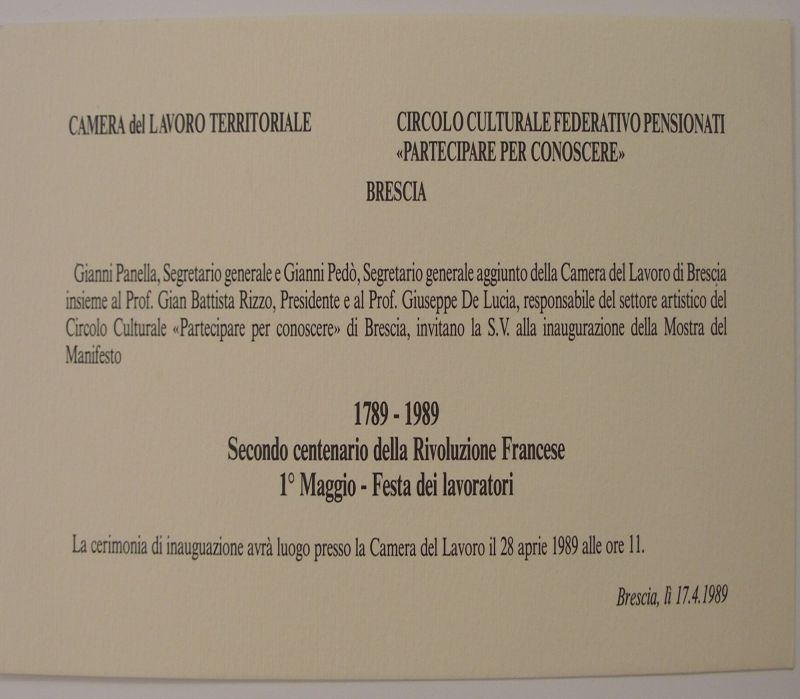 CAMERA del LAVORO TERRITORIALE
CIRCOLO CULTURALE FEDERATIVO PENSIONATI
«PARTECIPARE PER CONOSCERE»
BRESCIA
Gianni Panella, Segretario generale e Gianni Pedò, Segretario generale aggiunto della Camera del Lavoro di Brescia
insieme al Prof. Gian Battista Rizzo, Presidente e al Prof. Giuseppe De Lucia, responsabile del settore artistico del
Circolo Culturale «Partecipare per conoscere» di Brescia, invitano la S.V. alla inaugurazione della Mostra del
Manifesto
1789 - 1989
Secondo centenario della Rivoluzione Francese
1° Maggio - Festa dei lavoratori
La cerimonia di inauguazione avrà luogo presso la Camera del Lavoro il 28 aprie 1989 alle ore 11.
Brescia, lì 17.4.1989